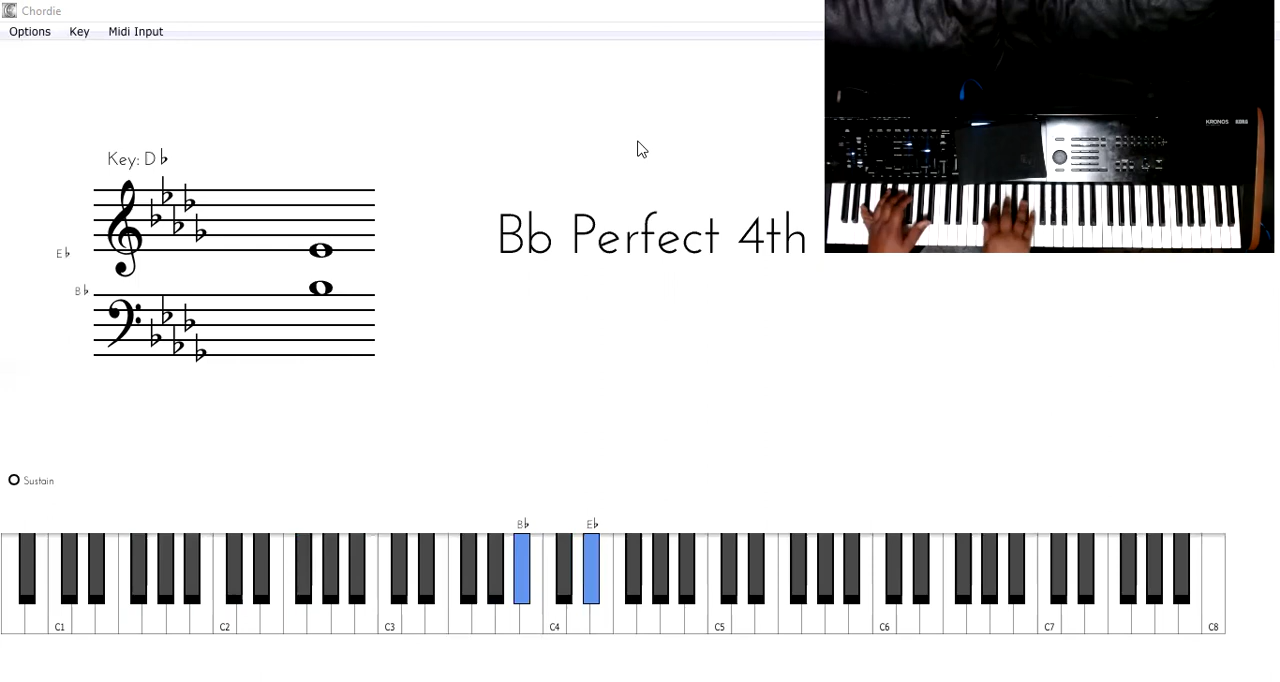 Chordie
Options Key Midi Input
KRONOS KORG
Key: D♭
Bb Perfect 4th
E♭
B♭
Sustain
B♭ E♭
C1 C2 C3 C4 C5 C6 C7 C8